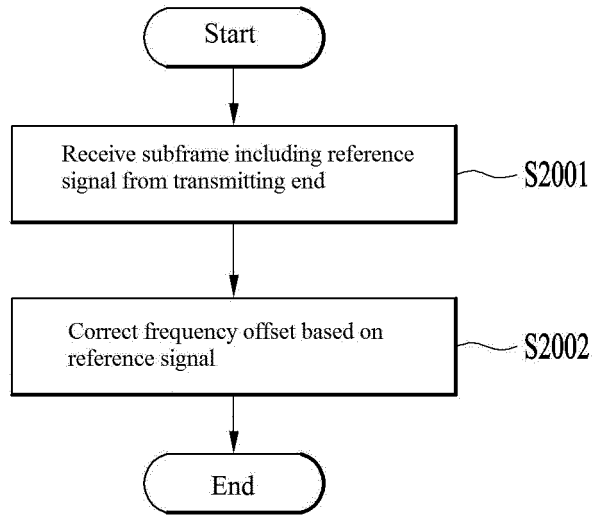 Start
Receive subframe including reference
signal from transmitting end
S2001
Correct frequency offset based on
reference signal
S2002
End